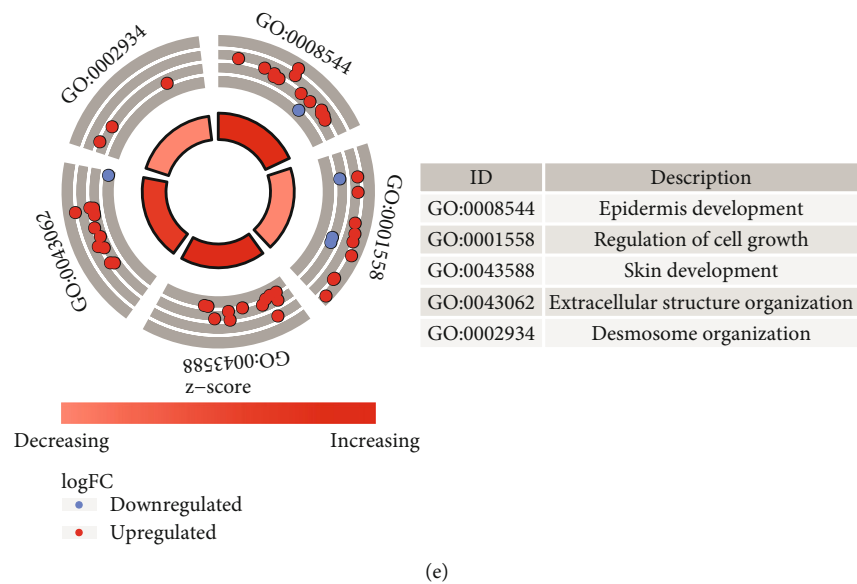 GO:0002934
GO:0008544
GO:0001558
GO:0043062
GO:0043588
z-score
Decreasing Increasing
logFC
Downregulated
Upregulated
ID Description
GO:0008544 Epidermis development
GO:0001558 Regulation of cell growth
GO:0043588 Skin development
GO:0043062 Extracellular structure organization
GO:0002934 Desmosome organization
(e)